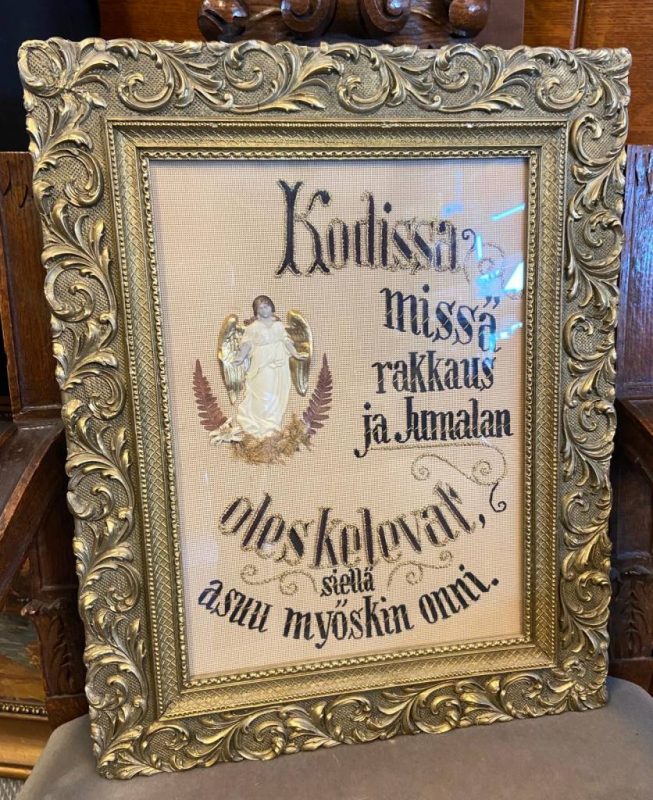 Kodissa
missä
rakkaus
ja Jumalan
oleskelevat,
siellä
asuu myöskin onni.